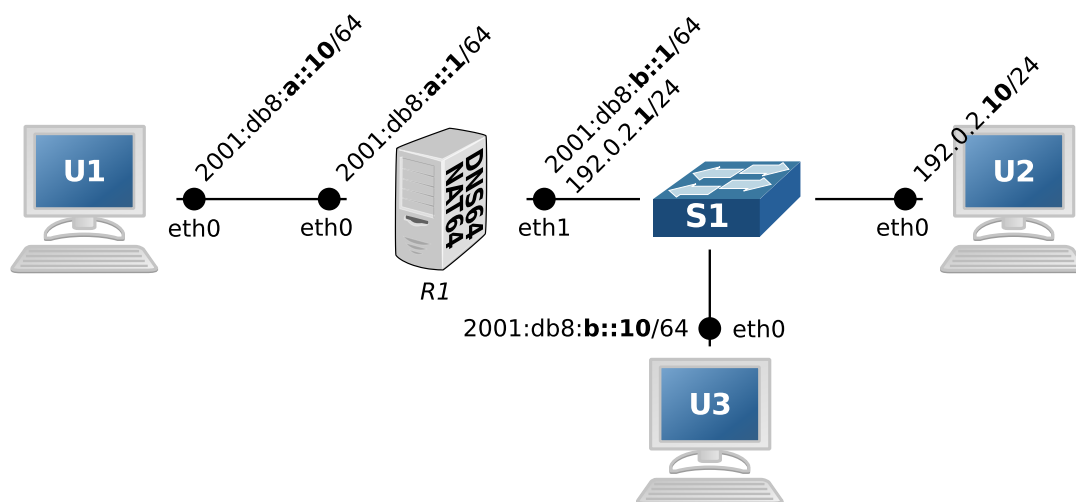 2001:db8:a::10/64
2001:db8:a::1/64
2001:db8:b::1/64
192.0.2.1/24
192.0.2.10/24
U1
DNS64
NAT64
S1
U2
eth0
eth0
eth1
eth0
R1
2001:db8:b::10/64
eth0
U3